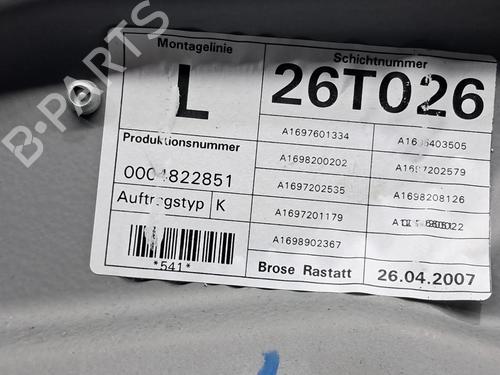 B-PARTS
Montagelinie
L
Schichtnummer
26T026
Produktionsnummer
0004822851
Auftragstyp K
*541*
A1697601334
A1698200202
A1697202535
A1697201179
A1698902367
A1697202579
A1698208126
Brose Rastatt
26.04.2007